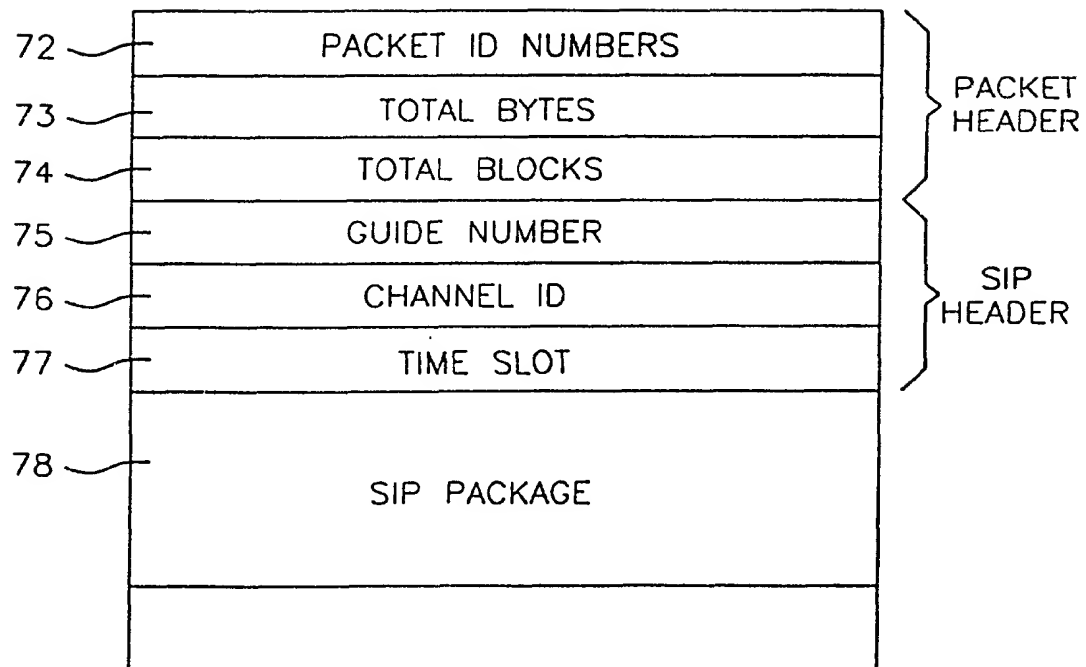 72 PACKET ID NUMBERS
73 TOTAL BYTES
74 TOTAL BLOCKS
PACKET
HEADER
75 GUIDE NUMBER
76 CHANNEL ID
77 TIME SLOT
SIP
HEADER
78 SIP PACKAGE